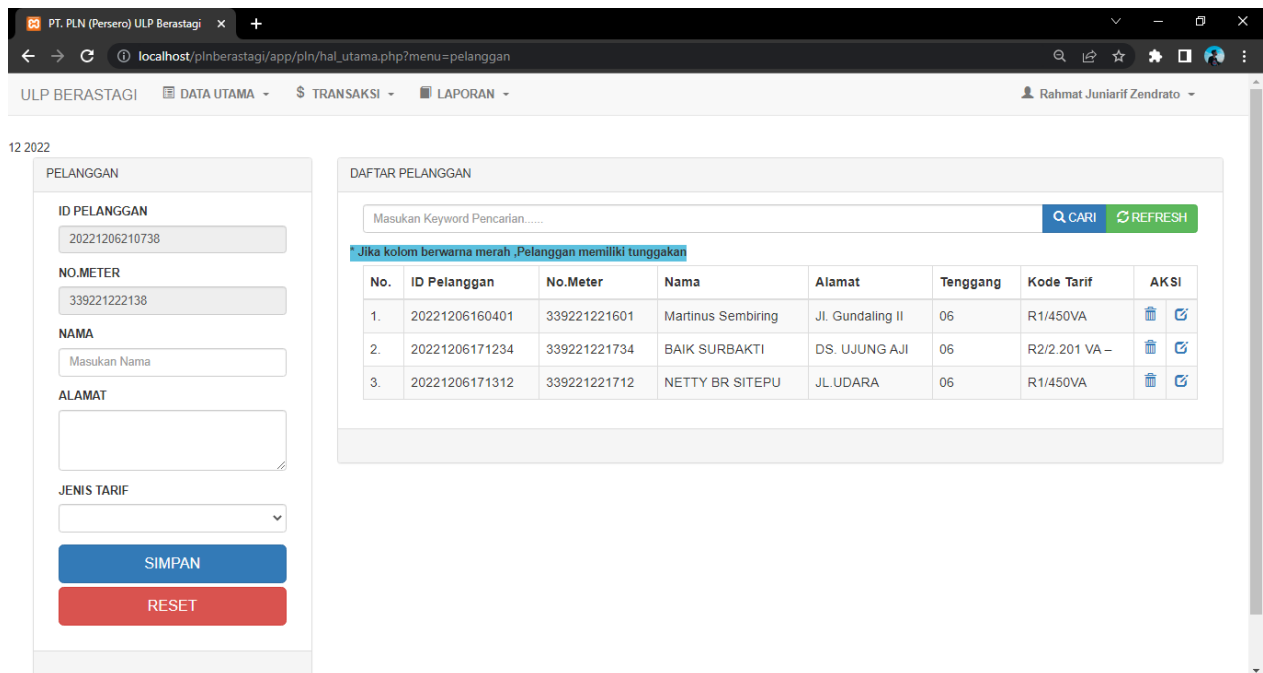 PT. PLN (Persero) ULP Berastagi
localhost/plnberastagi/app/pln/hal_utama.php?menu=pelanggan
ULP BERASTAGI DATA UTAMA $ TRANSAKSI LAPORAN Rahmat Juniarif Zendrato
12 2022
PELANGGAN
ID PELANGGAN
20221206210738
NO.METER
339221222138
NAMA
Masukan Nama
ALAMAT
JENIS TARIF
SIMPAN
RESET
DAFTAR PELANGGAN
Masukan Keyword Pencarian...... CARI REFRESH
* Jika kolom berwarna merah ,Pelanggan memiliki tunggakan
No. ID Pelanggan No.Meter Nama Alamat Tenggang Kode Tarif AKSI
1. 20221206160401 339221221601 Martinus Sembiring Jl. Gundaling II 06 R1/450VA
2. 20221206171234 339221221734 BAIK SURBAKTI DS. UJUNG AJI 06 R2/2.201 VA –
3. 20221206171312 339221221712 NETTY BR SITEPU JL.UDARA 06 R1/450VA